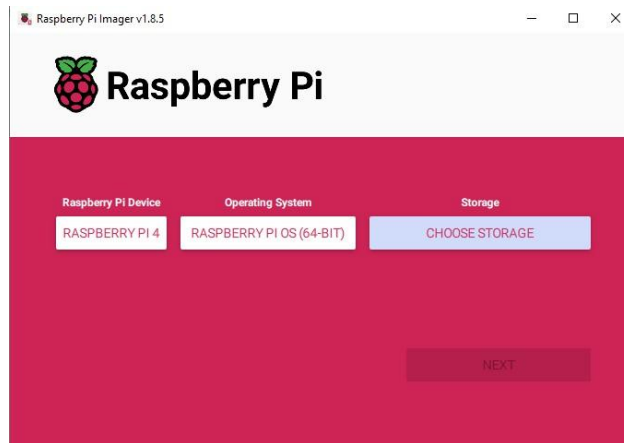 Raspberry Pi Imager v1.8.5
Raspberry Pi
Raspberry Pi Device Operating System Storage
RASPBERRY PI 4 RASPBERRY PI OS (64-BIT) CHOOSE STORAGE
NEXT